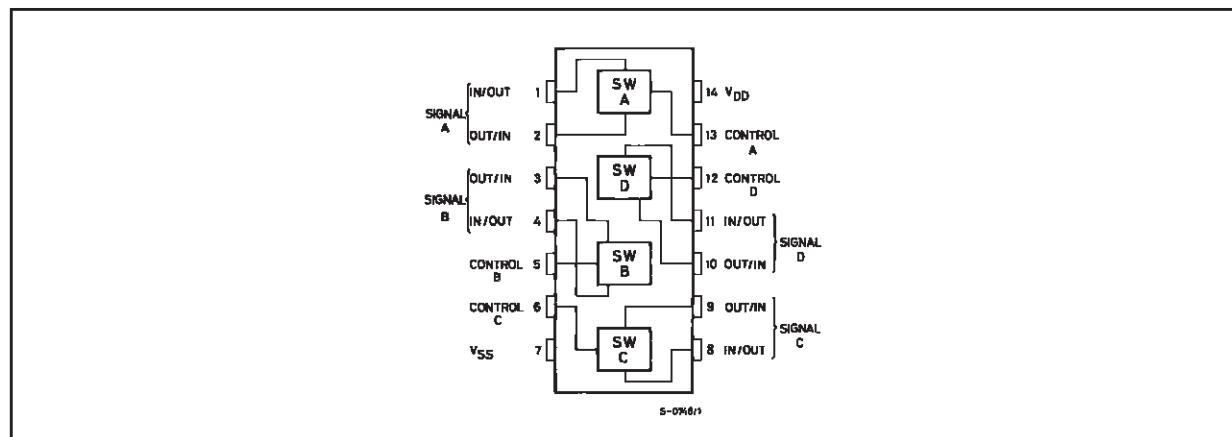 IN/OUT 1
SIGNAL A
OUT/IN 2
OUT/IN 3
SIGNAL B
IN/OUT 4
CONTROL B 5
CONTROL C 6
VSS 7
SW A
SW D
SW B
SW C
14 VDD
13 CONTROL A
12 CONTROL D
11 IN/OUT
SIGNAL D
10 OUT/IN
9 OUT/IN
SIGNAL C
8 IN/OUT